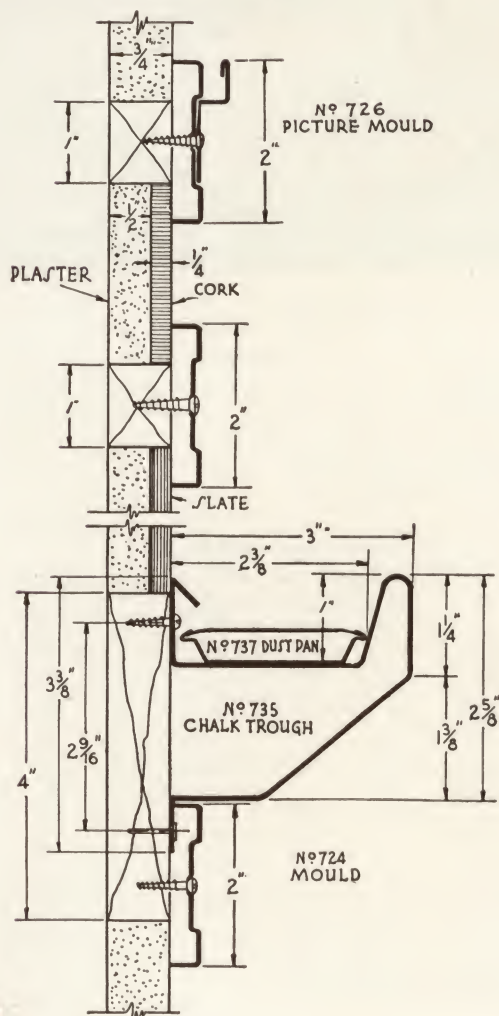 3/4"
Nº 726
PICTURE MOULD
1"
2"
1/2"
1/4"
PLASTER
CORK
1"
2"
SLATE
3"
2 3/8"
1"
Nº 737 DUST PAN
1 1/4"
3 3/8"
Nº 735
CHALK TROUGH
2 5/8"
2 9/16"
1 3/8"
4"
Nº 724
MOULD
2"